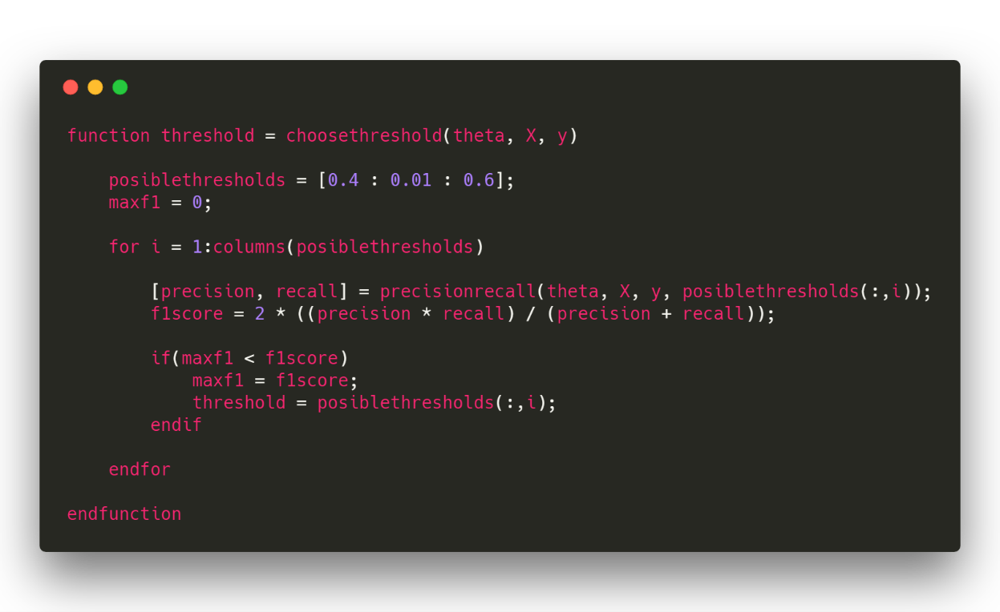 function threshold = choosethreshold(theta, X, y)
posiblethresholds = [0.4 : 0.01 : 0.6];
maxf1 = 0;
for i = 1:columns(posiblethresholds)
[precision, recall] = precisionrecall(theta, X, y, posiblethresholds(:,i));
f1score = 2 * ((precision * recall) / (precision + recall));
if(maxf1 < f1score)
maxf1 = f1score;
threshold = posiblethresholds(:,i);
endif
endfor
endfunction